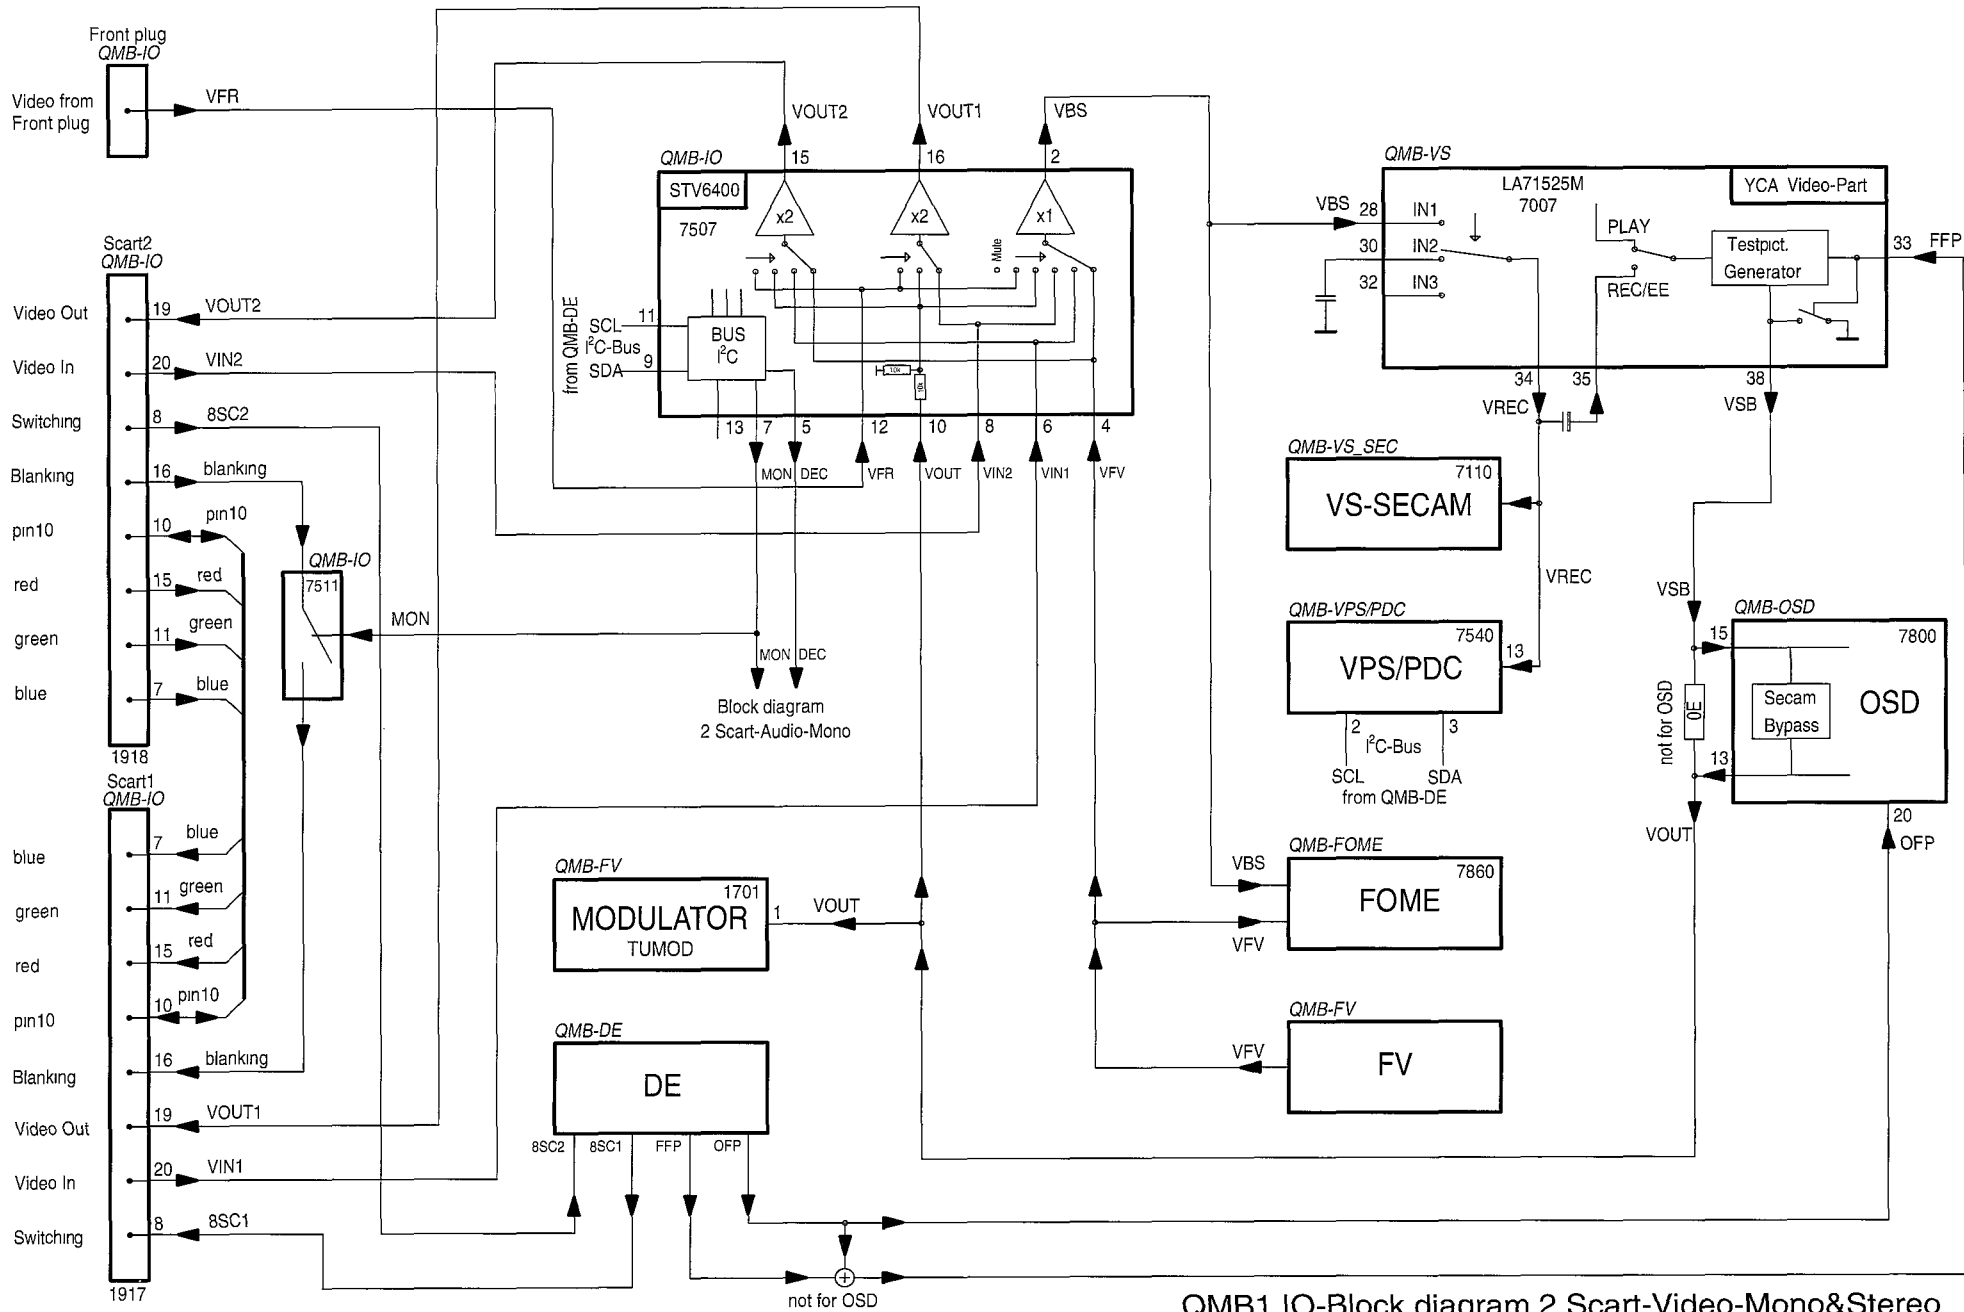 Front plug
QMB-IO
Video from
Front plug
VFR
Scart2
QMB-IO
Video Out
19
VOUT2
Video In
20
VIN2
Switching
8
8SC2
Blanking
16
blanking
pin10
10
pin10
red
15
red
green
11
green
blue
7
blue
1918
QMB-IO
7511
MON
Scart1
QMB-IO
blue
7
blue
green
11
green
red
15
red
pin10
10
pin10
Blanking
16
blanking
Video Out
19
VOUT1
Video In
20
VIN1
Switching
8
8SC1
1917
VOUT2
VOUT1
VBS
QMB-IO
15
16
2
STV6400
7507
x2
x2
x1
Mute
from QMB-DE
SCL
11
I²C-Bus
SDA
9
BUS
I²C
10k
10k
13
7
5
12
10
8
6
4
MON
DEC
VFR
VOUT
VIN2
VIN1
VFV
MON
DEC
Block diagram
2 Scart-Audio-Mono
QMB-VS
LA71525M
7007
YCA Video-Part
VBS
28
IN1
30
IN2
32
IN3
PLAY
REC/EE
Testpict.
Generator
33
FFP
34
35
38
VREC
VSB
QMB-VS_SEC
7110
VS-SECAM
VREC
QMB-VPS/PDC
7540
VPS/PDC
13
2
3
I²C-Bus
SCL
SDA
from QMB-DE
VSB
QMB-OSD
7800
15
OSD
Secam
Bypass
not for OSD
0E
13
20
VOUT
OFP
QMB-FV
1701
MODULATOR
TUMOD
1
VOUT
QMB-FOME
7860
FOME
VBS
VFV
QMB-FV
FV
VFV
QMB-DE
DE
8SC2
8SC1
FFP
OFP
not for OSD
QMB1 IO-Block diagram 2 Scart-Video-Mono&Stereo